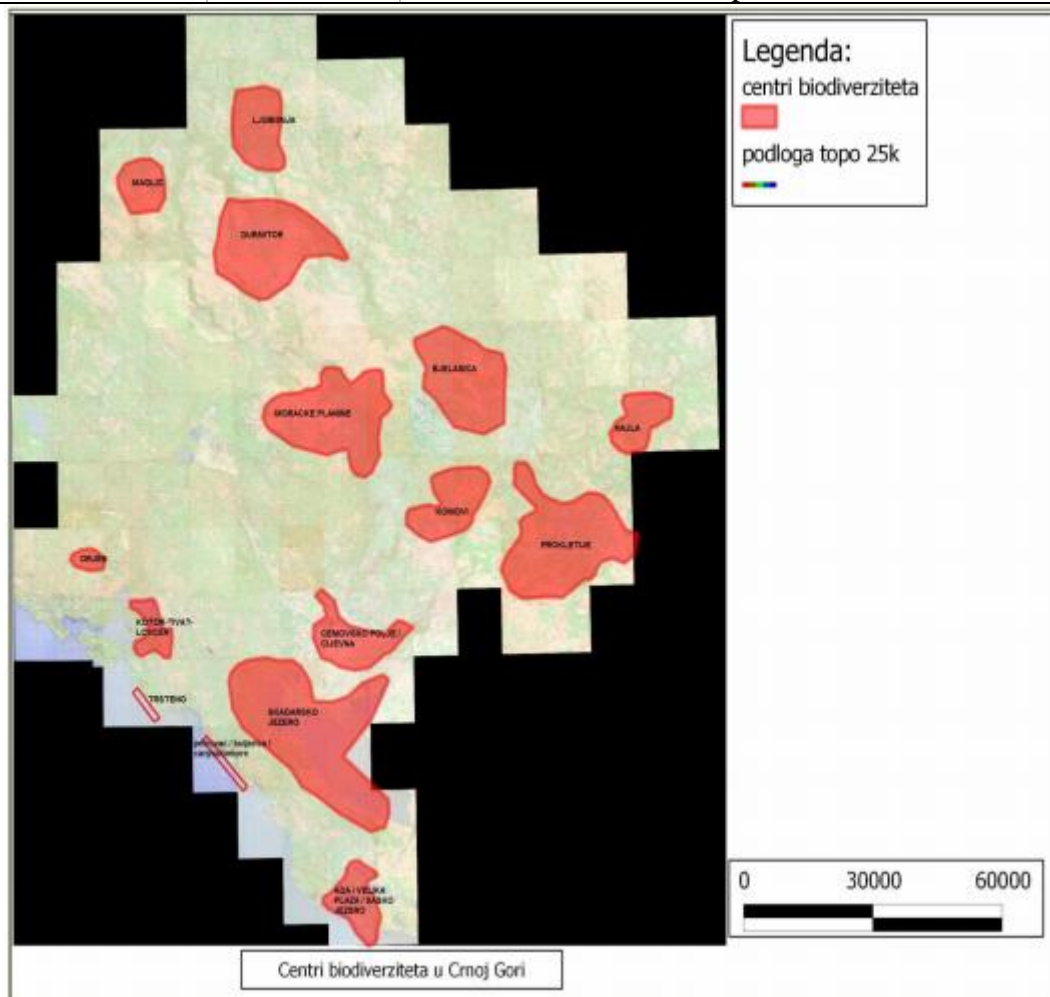 Legenda:
centri biodiverziteta
podloga topo 25k
LJUBISNJA
MAGLIC
DURMITOR
BJELASICA
MORACKE PLANINE
HAJLA
KOMOVI
PROKLETIJE
ORJEN
KOTOR-TIVAT-
LOVCEN
CEMOVSKO POLJE /
CIJEVNA
TRSTENO
SKADARSKO
JEZERO
ADA / VELIKA
PLAZA / SASKO
JEZERO
0 30000 60000
Centri biodiverziteta u Crnoj Gori